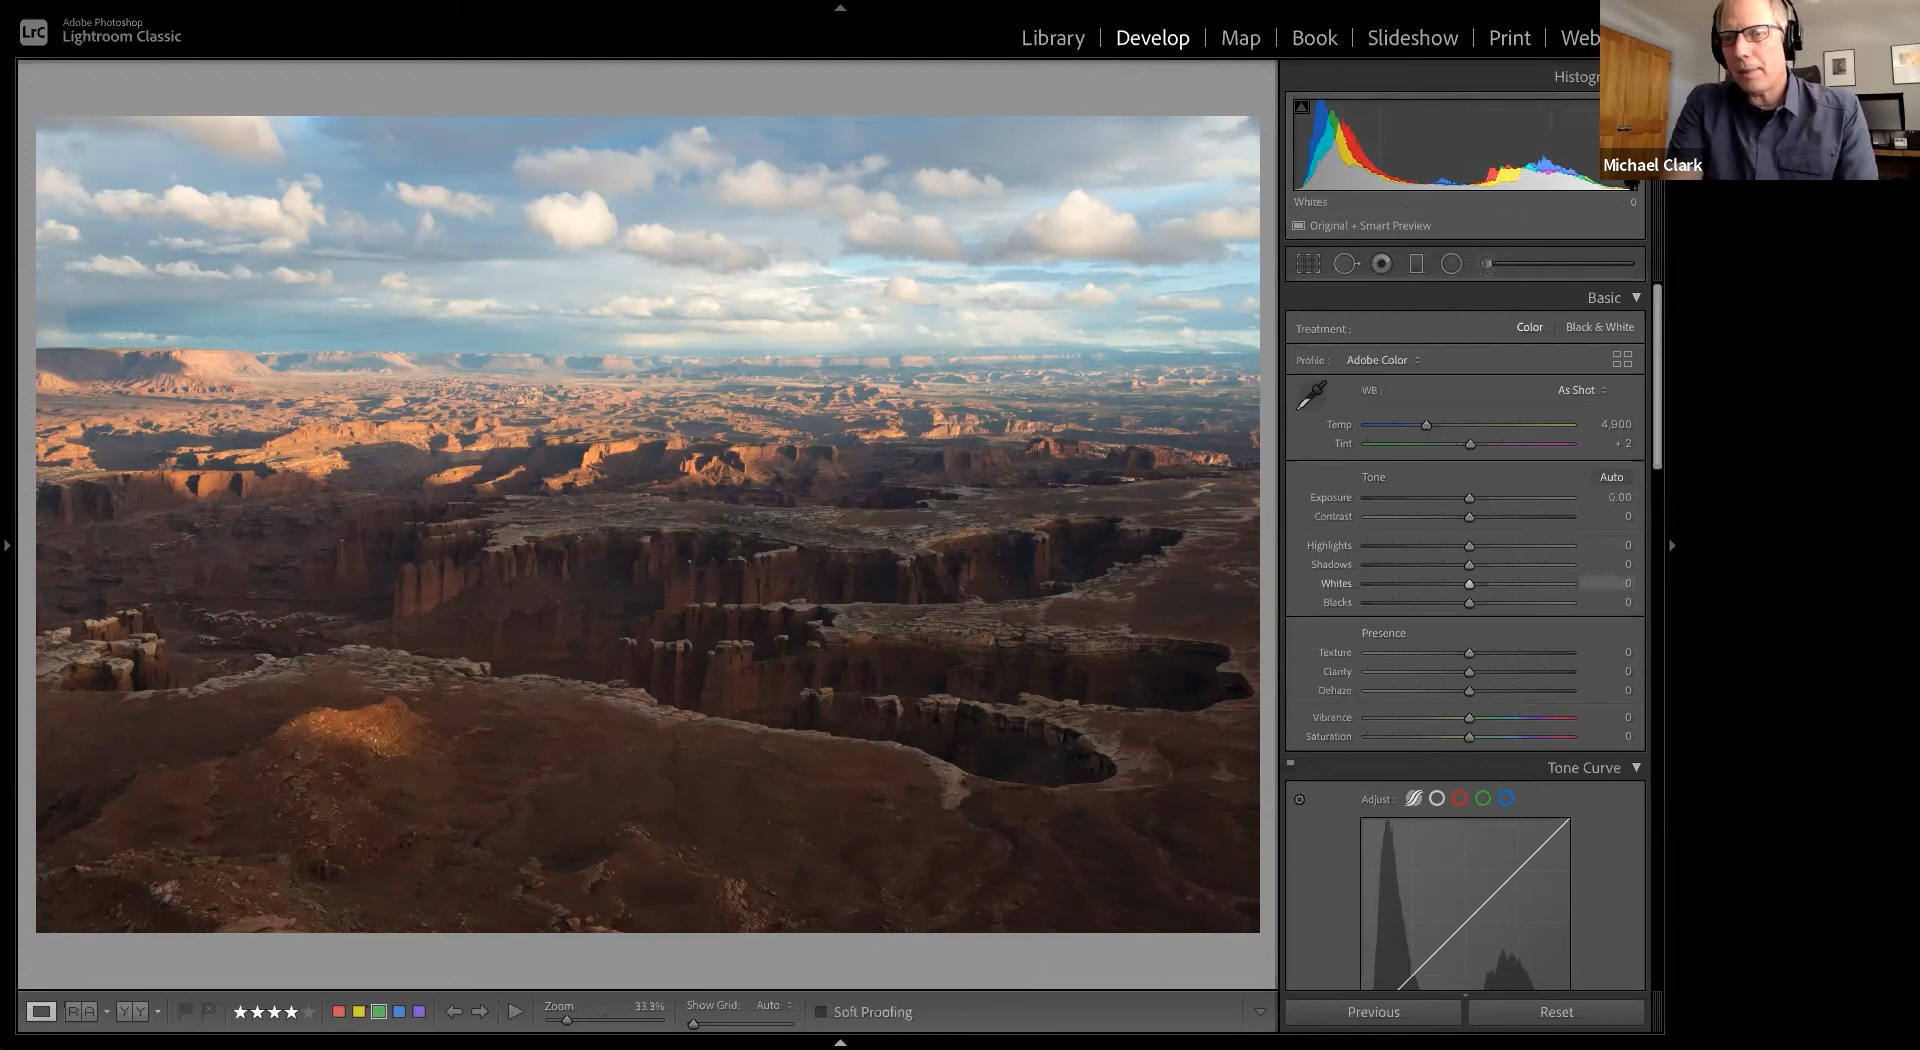 LrC
Adobe Photoshop
Lightroom Classic
Library | Develop | Map | Book | Slideshow | Print | Web
Michael Clark
Histogr
Whites 0
Original + Smart Preview
Basic
Treatment : Color Black & White
Profile : Adobe Color
WB : As Shot
Temp 4,900
Tint + 2
Tone Auto
Exposure 0.00
Contrast 0
Highlights 0
Shadows 0
Whites 0
Blacks 0
Presence
Texture 0
Clarity 0
Dehaze 0
Vibrance 0
Saturation 0
Tone Curve
Adjust :
R A Y Y Zoom 33.3% Show Grid: Auto Soft Proofing
Previous Reset